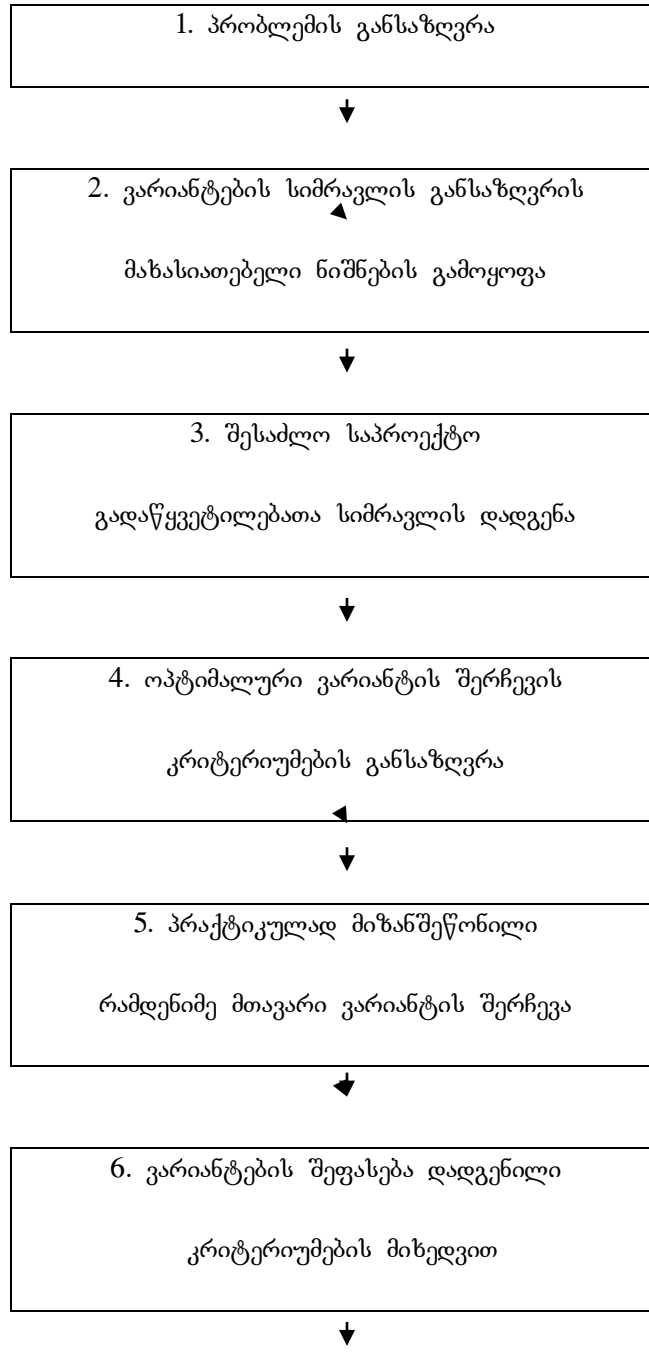 1. პრობლემის განსაზღვრა
2. ვარიანტების სიმრავლის განსაზღვრის
მახასიათებელი ნიშნების გამოყოფა
3. შესაძლო საპროექტო
გადაწყვეტილებათა სიმრავლის დადგენა
4. ოპტიმალური ვარიანტის შერჩევის
კრიტერიუმების განსაზღვრა
5. პრაქტიკულად მიზანშეწონილი
რამდენიმე მთავარი ვარიანტის შერჩევა
6. ვარიანტების შეფასება დადგენილი
კრიტერიუმების მიხედვით